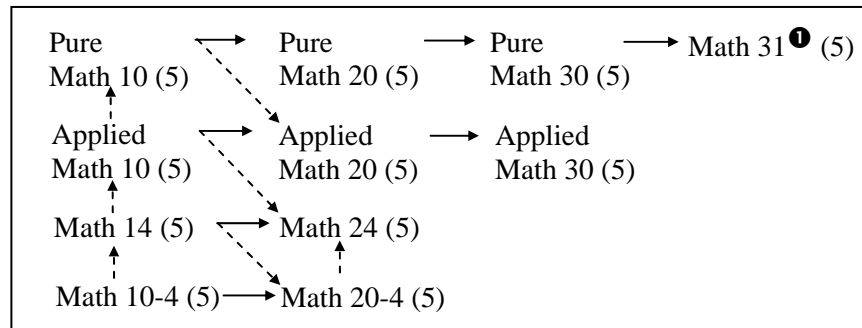 Pure Pure Pure Math 31❶ (5)
Math 10 (5) Math 20 (5) Math 30 (5)
Applied Applied Applied
Math 10 (5) Math 20 (5) Math 30 (5)
Math 14 (5) Math 24 (5)
Math 10-4 (5) Math 20-4 (5)